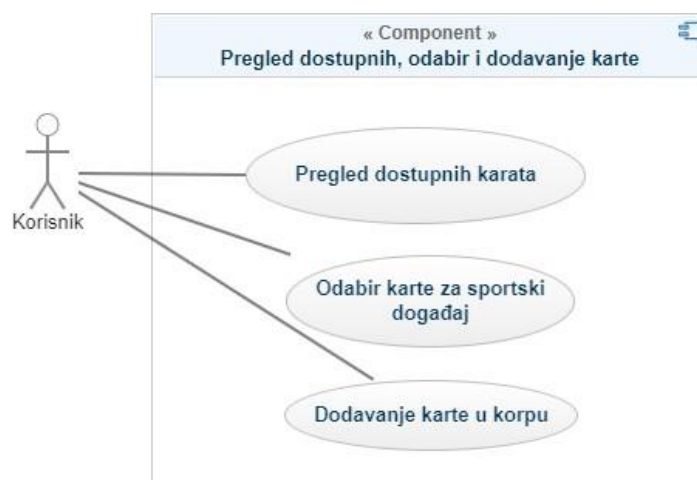 « Component »
Pregled dostupnih, odabir i dodavanje karte
Pregled dostupnih karata
Korisnik
Odabir karte za sportski
događaj
Dodavanje karte u korpu